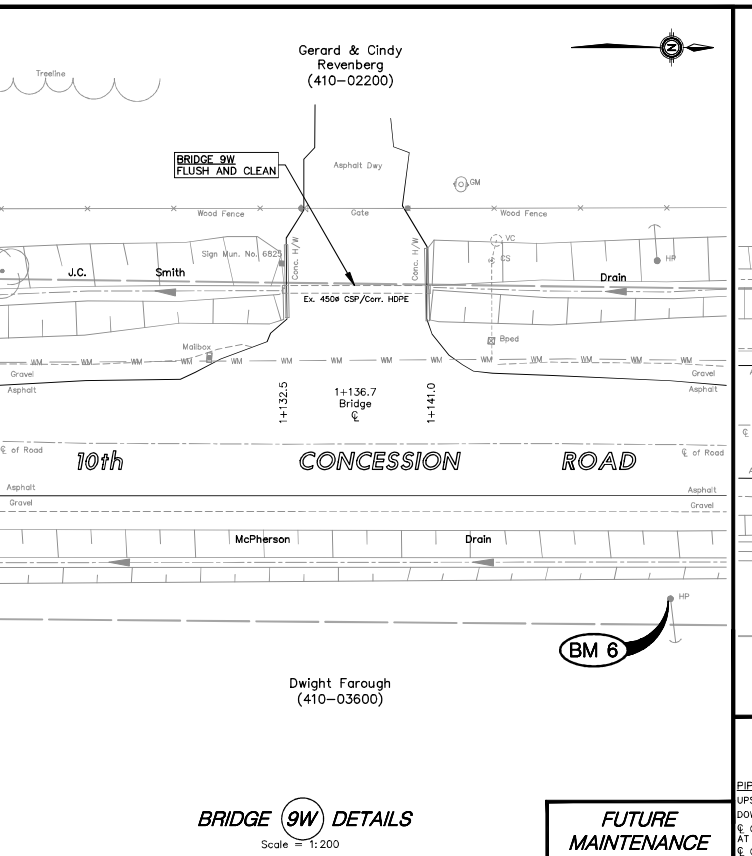 Gerard & Cindy
Revenberg
(410-02200)
N
Treeline
BRIDGE 9W
FLUSH AND CLEAN
Asphalt Dwy
GM
Wood Fence
Gate
Wood Fence
Sign Mun. No. 6825
Conc. H/W
Conc. H/W
VC
CS
HP
J.C. Smith
Drain
Ex. 450ø CSP/Corr. HDPE
Mailbox
Bped
WM WM WM WM WM WM WM WM WM WM WM WM WM
Gravel
Asphalt
Gravel
Asphalt
1+132.5
1+136.7
Bridge
℄
1+141.0
℄ of Road
℄ of Road
10th CONCESSION ROAD
Asphalt
Gravel
Asphalt
Gravel
McPherson Drain
HP
BM 6
Dwight Farough
(410-03600)
BRIDGE 9W DETAILS
Scale = 1:200
FUTURE
MAINTENANCE